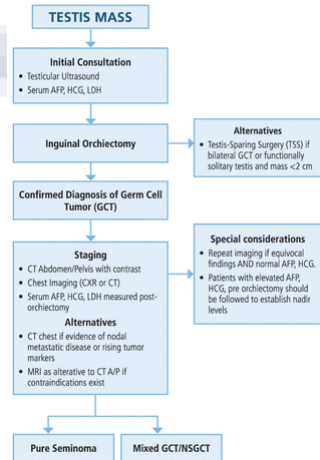 TESTIS MASS
Initial Consultation
• Testicular Ultrasound
• Serum AFP, HCG, LDH
Inguinal Orchiectomy
Alternatives
• Testis-Sparing Surgery (TSS) if
bilateral GCT or functionally
solitary testis and mass <2 cm
Confirmed Diagnosis of Germ Cell
Tumor (GCT)
Staging
• CT Abdomen/Pelvis with contrast
• Chest Imaging (CXR or CT)
• Serum AFP, HCG, LDH measured post-
orchiectomy
Alternatives
• CT chest if evidence of nodal
metastatic disease or rising tumor
markers
• MRI as alterative to CT A/P if
contraindications exist
Special considerations
• Repeat imaging if equivocal
findings AND normal AFP, HCG.
• Patients with elevated AFP,
HCG, pre orchiectomy should
be followed to establish nadir
levels
Pure Seminoma
Mixed GCT/NSGCT